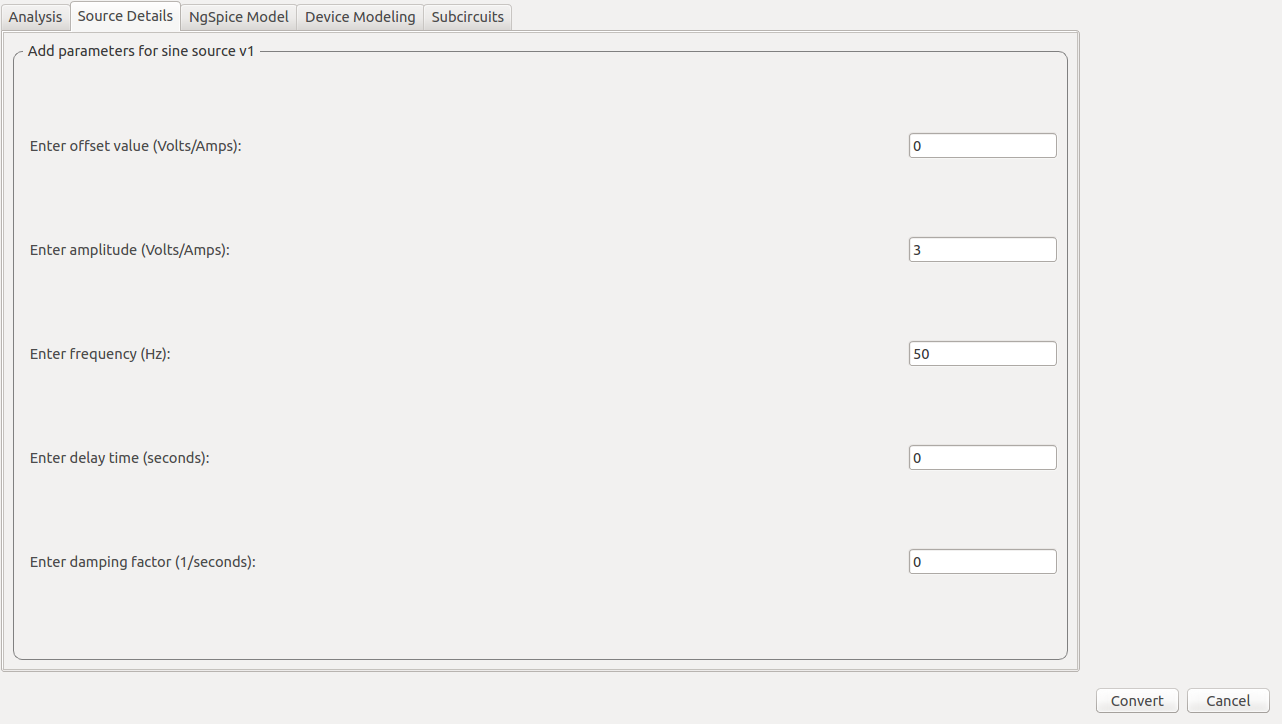 Analysis Source Details NgSpice Model Device Modeling Subcircuits
Add parameters for sine source v1
Enter offset value (Volts/Amps): 0
Enter amplitude (Volts/Amps): 3
Enter frequency (Hz): 50
Enter delay time (seconds): 0
Enter damping factor (1/seconds): 0
Convert Cancel